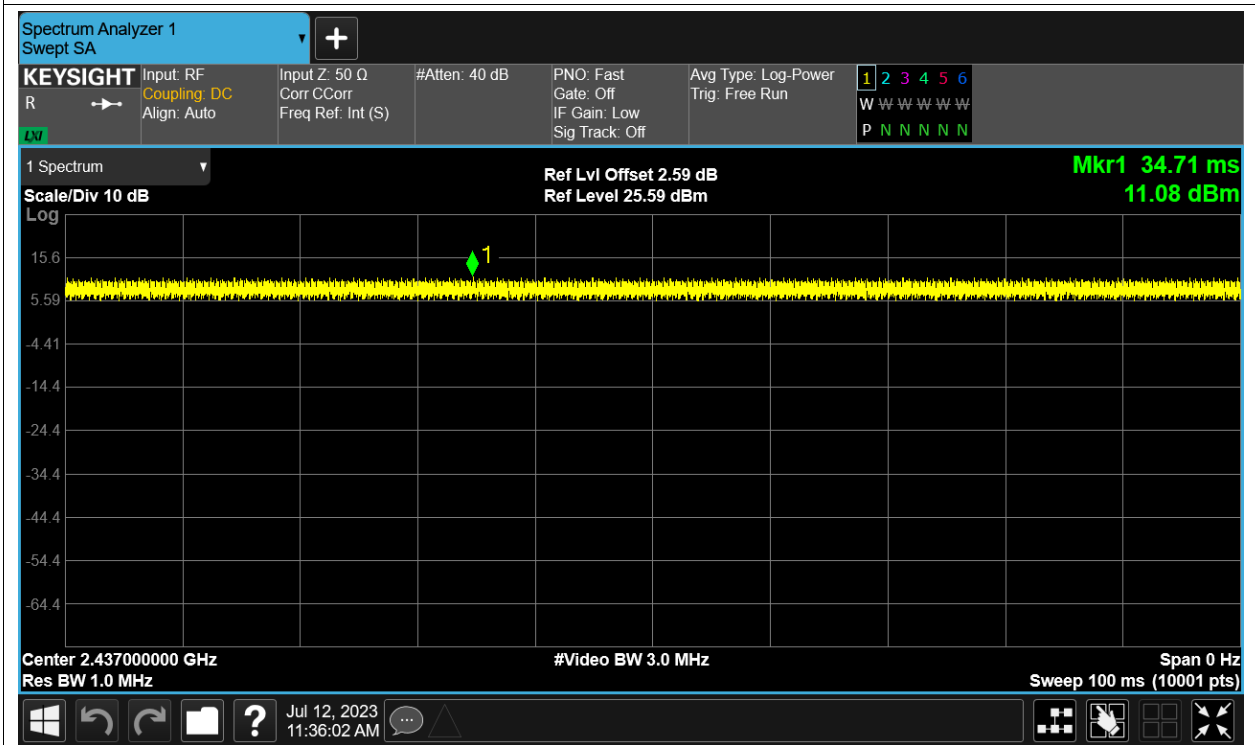 Spectrum Analyzer 1
Swept SA
KEYSIGHT Input: RF Input Z: 50 Ω #Atten: 40 dB PNO: Fast Avg Type: Log-Power 1 2 3 4 5 6
R Coupling: DC Corr CCorr Gate: Off Trig: Free Run W W W W W W
Align: Auto Freq Ref: Int (S) IF Gain: Low
LXI Sig Track: Off P N N N N N
1 Spectrum Ref Lvl Offset 2.59 dB Mkr1 34.71 ms
Scale/Div 10 dB Ref Level 25.59 dBm 11.08 dBm
Log
15.6 1
5.59
-4.41
-14.4
-24.4
-34.4
-44.4
-54.4
-64.4
Center 2.437000000 GHz #Video BW 3.0 MHz Span 0 Hz
Res BW 1.0 MHz Sweep 100 ms (10001 pts)
? Jul 12, 2023
11:36:02 AM